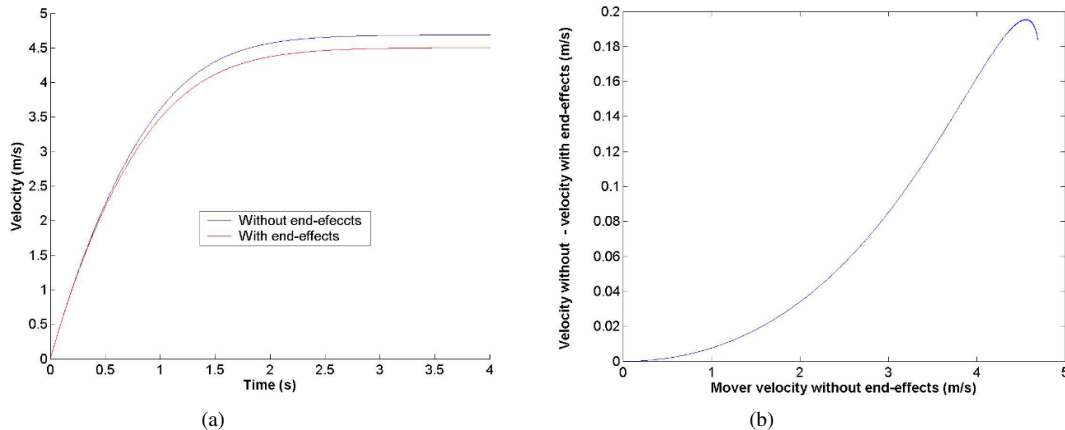 5
4.5
4
3.5
3
2.5
2
1.5
1
0.5
0
Velocity (m/s)
Without end-efeccts
With end-effects
0 0.5 1 1.5 2 2.5 3 3.5 4
Time (s)
(a)
0.2
0.18
0.16
0.14
0.12
0.1
0.08
0.06
0.04
0.02
0
Velocity without - velocity with end-effects (m/s)
0 1 2 3 4 5
Mover velocity without end-effects (m/s)
(b)